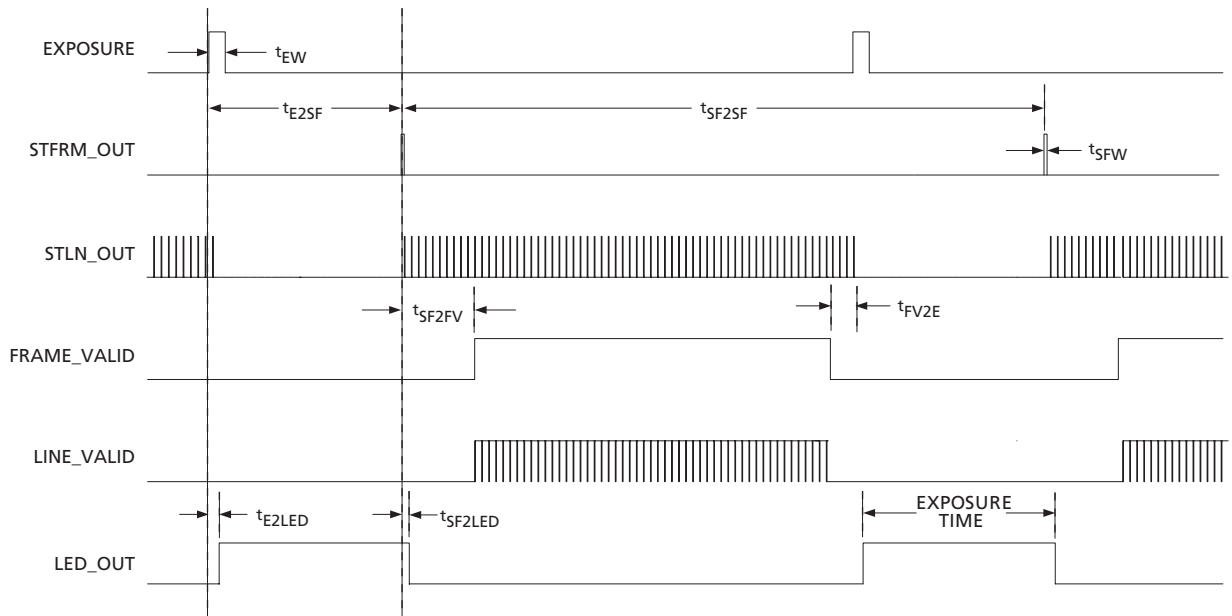 EXPOSURE
tEW
tE2SF
tSF2SF
STFRM_OUT
tSFW
STLN_OUT
tSF2FV
tFV2E
FRAME_VALID
LINE_VALID
tE2LED
tSF2LED
EXPOSURE
TIME
LED_OUT